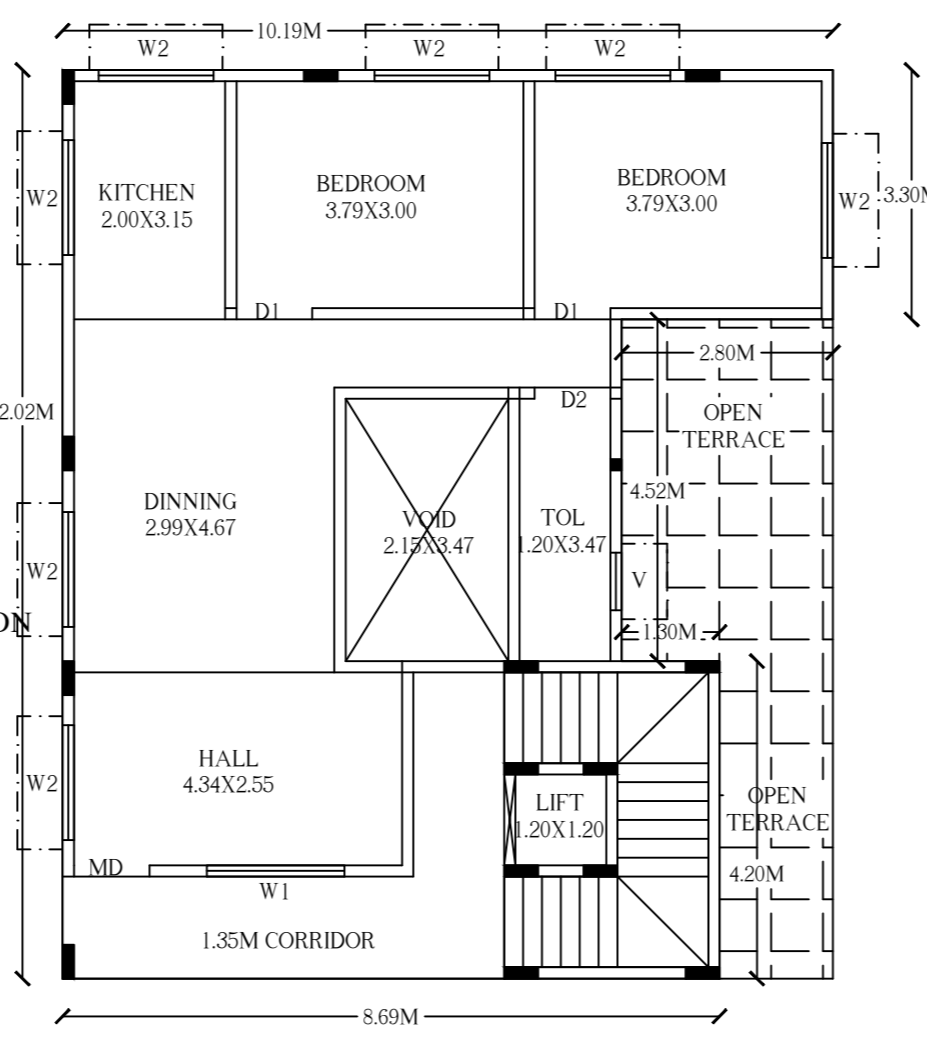 10.19M
W2
W2
W2
W2
KITCHEN
2.00X3.15
BEDROOM
3.79X3.00
BEDROOM
3.79X3.00
W2
3.30M
D1
D1
2.80M
2.02M
D2
OPEN
TERRACE
DINNING
2.99X4.67
VOID
2.15X3.47
TOL
1.20X3.47
4.52M
W2
V
ON
1.30M
HALL
4.34X2.55
W2
LIFT
1.20X1.20
OPEN
TERRACE
MD
W1
4.20M
1.35M CORRIDOR
8.69M